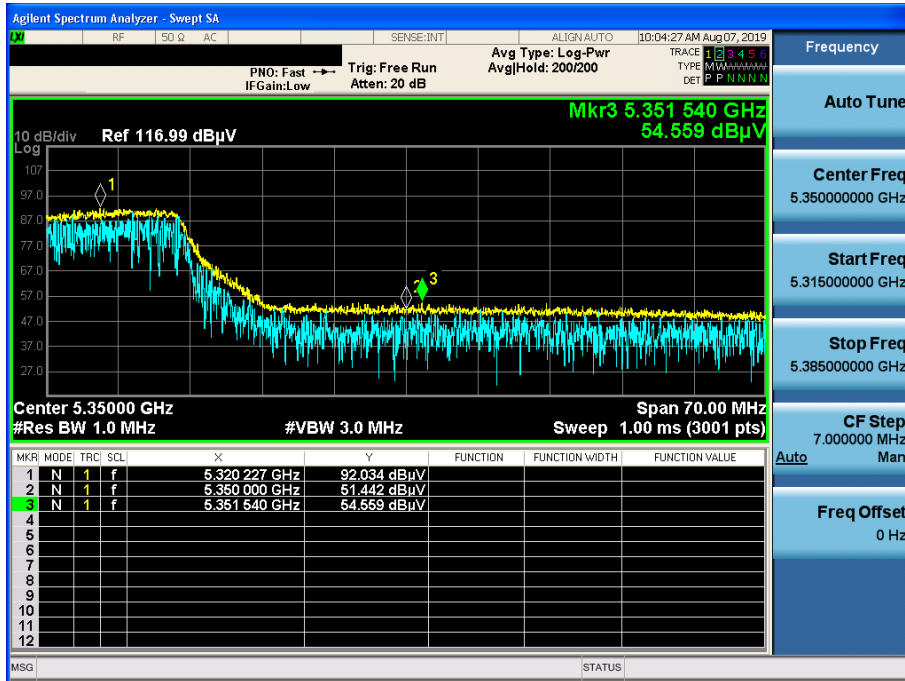 Agilent Spectrum Analyzer - Swept SA
LXI RF 50 Ω AC SENSE:INT ALIGN AUTO 10:04:27 AM Aug 07, 2019
Frequency
PNO: Fast Trig: Free Run Avg Type: Log-Pwr TRACE 1 2 3 4 5 6
IFGain:Low Atten: 20 dB Avg|Hold: 200/200 TYPE M W W W W W
DET P P N N N N
Auto Tune
Mkr3 5.351 540 GHz
10 dB/div Ref 116.99 dBµV 54.559 dBµV
Log
107
97.0
87.0
77.0
67.0
57.0
47.0
37.0
27.0
1
2
3
Center Freq
5.350000000 GHz
Start Freq
5.315000000 GHz
Stop Freq
5.385000000 GHz
Center 5.35000 GHz Span 70.00 MHz
#Res BW 1.0 MHz #VBW 3.0 MHz Sweep 1.00 ms (3001 pts)
CF Step
7.000000 MHz
Auto Man
Freq Offset
0 Hz
MKR MODE TRC SCL X Y FUNCTION FUNCTION WIDTH FUNCTION VALUE
1 N 1 f 5.320 227 GHz 92.034 dBµV
2 N 1 f 5.350 000 GHz 51.442 dBµV
3 N 1 f 5.351 540 GHz 54.559 dBµV
4
5
6
7
8
9
10
11
12
MSG STATUS